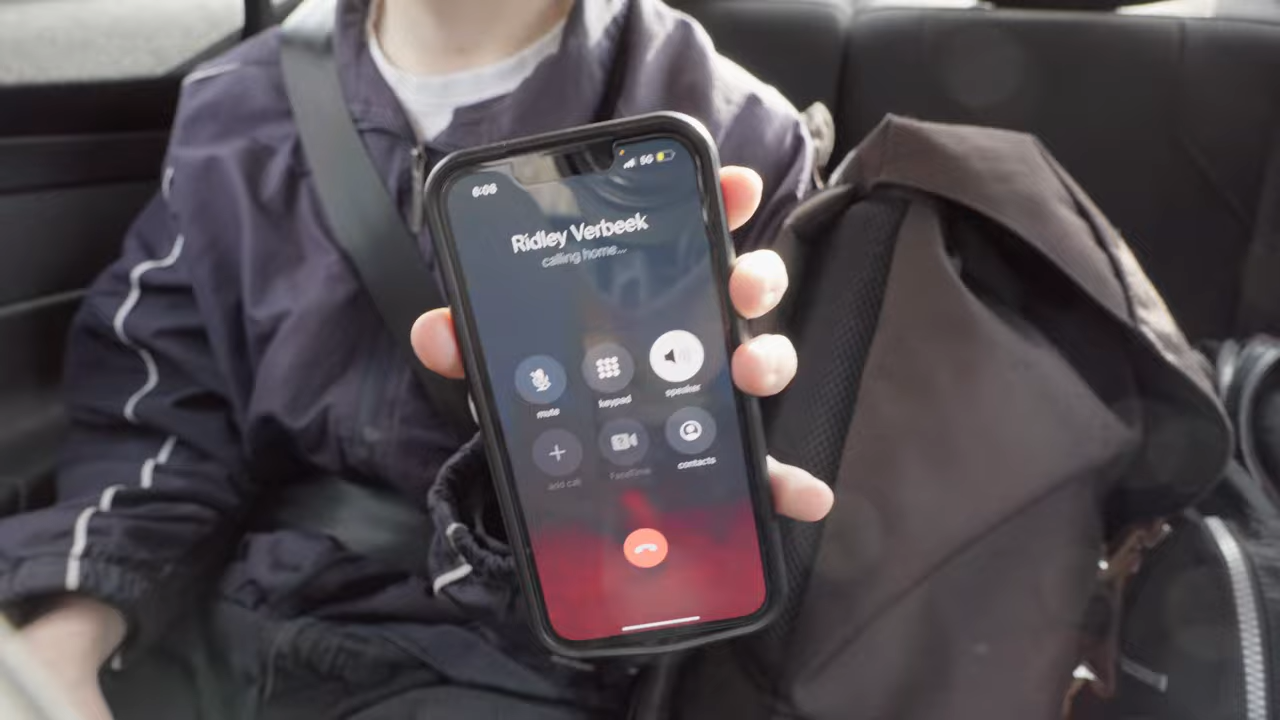 6:08
5G
Ridley Verbeek
calling home...
mute
keypad
speaker
add call
FaceTime
contacts